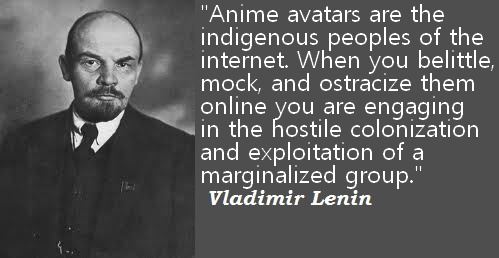 "Anime avatars are the
indigenous peoples of the
internet. When you belittle,
mock, and ostracize them
online you are engaging
in the hostile colonization
and exploitation of a
marginalized group."
Vladimir Lenin